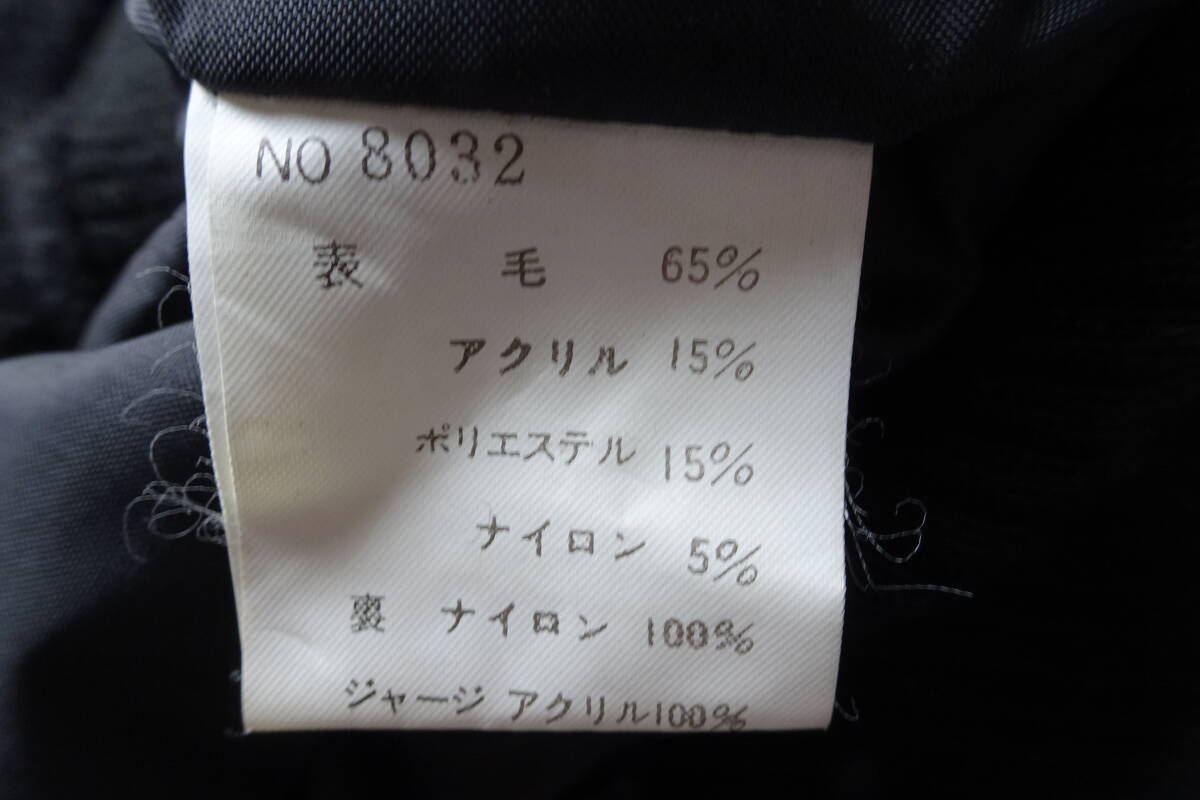 NO 8032
表 毛 65%
アクリル 15%
ポリエステル 15%
ナイロン 5%
裏 ナイロン 100%
ジャージ アクリル100%